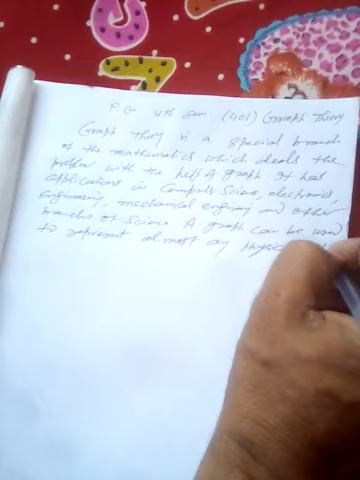 P.G 4th sem. (401) Graph Theory
Graph theory is a special branch
of the mathematics which deals the
problem with the help A graph It has
applications in Computer Science, electronics
engineering, mechanical engineering and other
branches of Science A graph can be used
to represent almost any